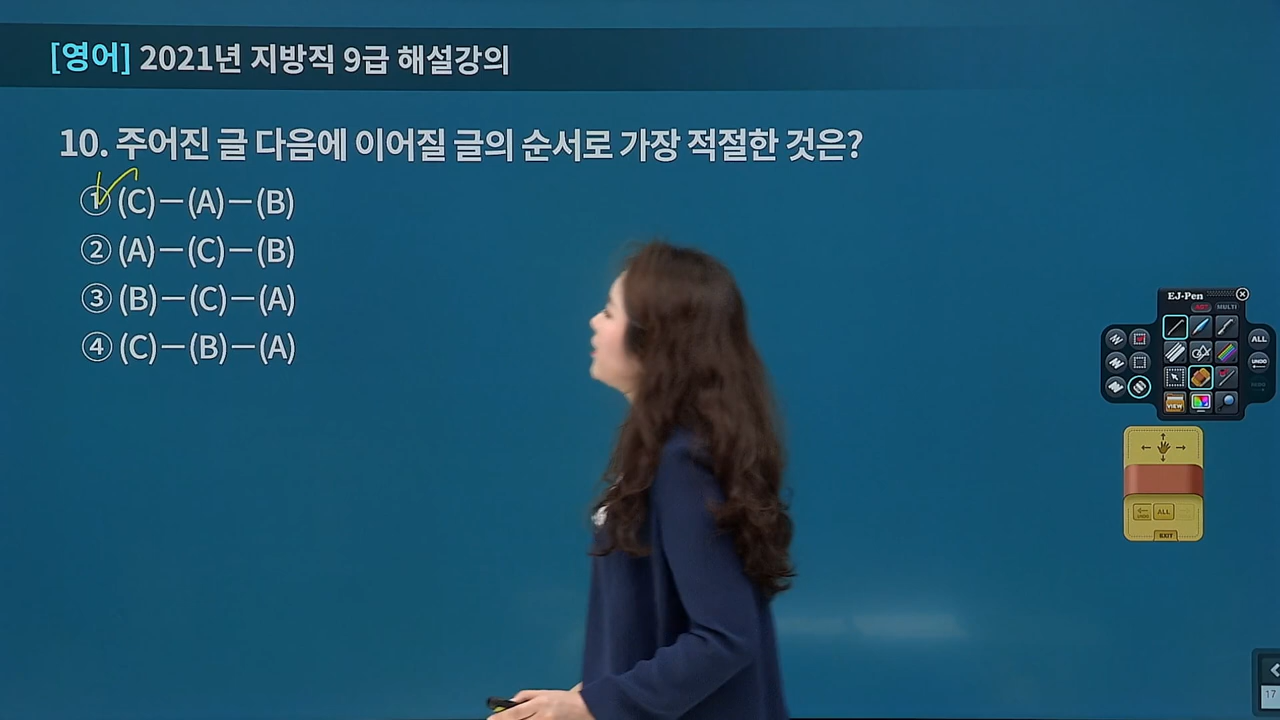 [영어] 2021년 지방직 9급 해설강의
10. 주어진 글 다음에 이어질 글의 순서로 가장 적절한 것은?
① (C)－(A)－(B)
② (A)－(C)－(B)
③ (B)－(C)－(A)
④ (C)－(B)－(A)
EJ-Pen
MULTI
ALL
UNDO
VIEW
ALL
EXIT
17